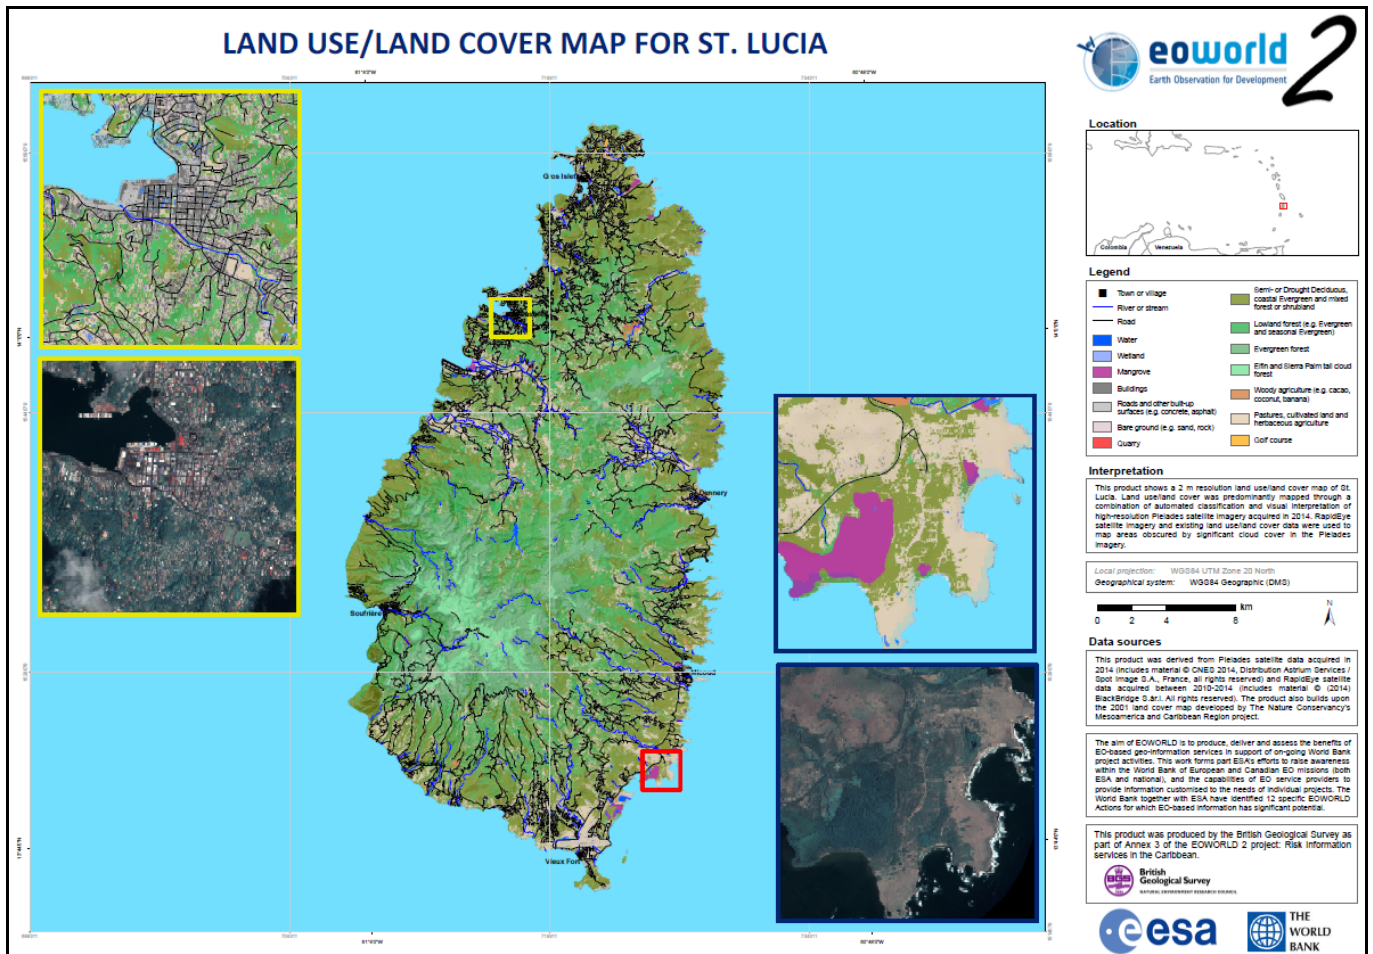 LAND USE/LAND COVER MAP FOR ST. LUCIA
eoworld 2
Earth Observation for Development
Gros Islet
Dennery
Soufrière
Micoud
Vieux Fort
Location
Colombia
Venezuela
Legend
Town or village
River or stream
Road
Water
Wetland
Mangrove
Buildings
Roads and other built-up
surfaces (e.g. concrete, asphalt)
Bare ground (e.g. sand, rock)
Quarry
Semi- or Drought Deciduous,
coastal Evergreen and mixed
forest or shrubland
Lowland forest (e.g. Evergreen
and seasonal Evergreen)
Evergreen forest
Elfin and Sierra Palm tall cloud
forest
Woody agriculture (e.g. cacao,
coconut, banana)
Pastures, cultivated land and
herbaceous agriculture
Golf course
Interpretation
This product shows a 2 m resolution land use/land cover map of St.
Lucia. Land use/land cover was predominantly mapped through a
combination of automated classification and visual interpretation of
high-resolution Pleiades satellite imagery acquired in 2014. RapidEye
satellite imagery and existing land use/land cover data were used to
map areas obscured by significant cloud cover in the Pleiades
imagery.
Local projection: WGS84 UTM Zone 20 North
Geographical system: WGS84 Geographic (DMS)
km
0 2 4 8
N
Data sources
This product was derived from Pleiades satellite data acquired in
2014 (includes material © CNES 2014, Distribution Astrium Services /
Spot Image S.A., France, all rights reserved) and RapidEye satellite
data acquired between 2010-2014 (includes material © (2014)
BlackBridge S.àr.l. All rights reserved). The product also builds upon
the 2001 land cover map developed by The Nature Conservancy's
Mesoamerica and Caribbean Region project.
The aim of EOWORLD is to produce, deliver and assess the benefits of
EO-based geo-information services in support of on-going World Bank
project activities. This work forms part ESA's efforts to raise awareness
within the World Bank of European and Canadian EO missions (both
ESA and national), and the capabilities of EO service providers to
provide information customised to the needs of individual projects. The
World Bank together with ESA have identified 12 specific EOWORLD
Actions for which EO-based information has significant potential.
This product was produced by the British Geological Survey as
part of Annex 3 of the EOWORLD 2 project: Risk information
services in the Caribbean.
BGS
British
Geological Survey
NATURAL ENVIRONMENT RESEARCH COUNCIL
esa
THE
WORLD
BANK